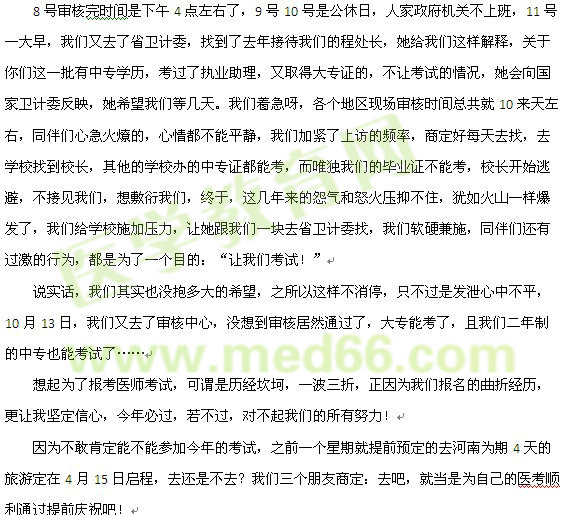 8 号审核完时间是下午 4 点左右了，9 号 10 号是公休日，人家政府机关不上班，11 号
一大早，我们又去了省卫计委，找到了去年接待我们的程处长，她给我们这样解释，关于
你们这一批有中专学历，考过了执业助理，又取得大专证的，不让考试的情况，她会向国
家卫计委反映，她希望我们等几天。我们着急呀，各个地区现场审核时间总共就 10 来天左
右，同伴们心急火燎的，心情都不能平静，我们加紧了上访的频率，商定好每天去找，去
学校找到校长，其他的学校办的中专证都能考，而唯独我们的毕业证不能考，校长开始逃
避，不接见我们，想敷衍我们，终于，这几年来的怨气和怒火压抑不住，犹如火山一样爆
发了，我们给学校施加压力，让她跟我们一块去省卫计委找，我们软硬兼施，同伴们还有
过激的行为，都是为了一个目的：“让我们考试！”
说实话，我们其实也没抱多大的希望，之所以这样不消停，只不过是发泄心中不平，
10 月 13 日，我们又去了审核中心，没想到审核居然通过了，大专能考了，且我们二年制
的中专也能考试了……
想起为了报考医师考试，可谓是历经坎坷，一波三折，正因为我们报名的曲折经历，
更让我坚定信心，今年必过，若不过，对不起我们的所有努力！
因为不敢肯定能不能参加今年的考试，之前一个星期就提前预定的去河南为期 4 天的
旅游定在 4 月 15 日启程，去还是不去？我们三个朋友商定：去吧，就当是为自己的医考顺
利通过提前庆祝吧！
医学教育网
www.med66.com